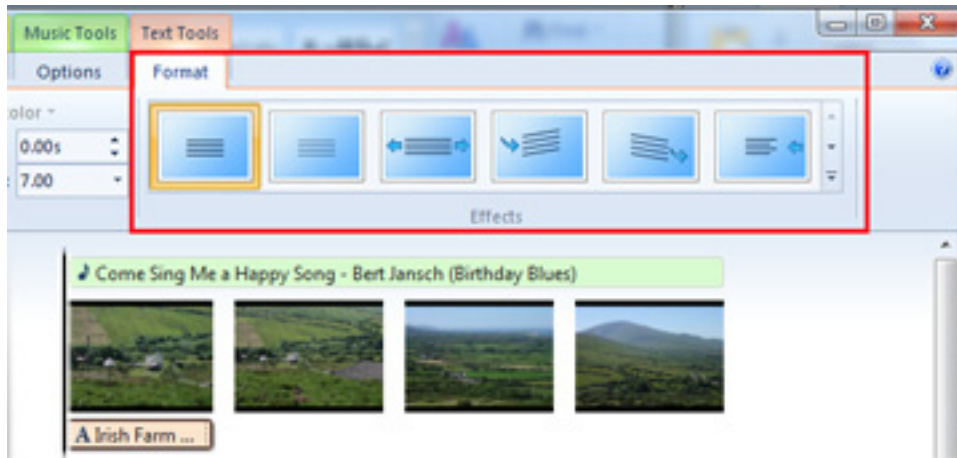 Music Tools Text Tools
Options Format
olor
0.00s
: 7.00
Effects
Come Sing Me a Happy Song - Bert Jansch (Birthday Blues)
A Irish Farm ...